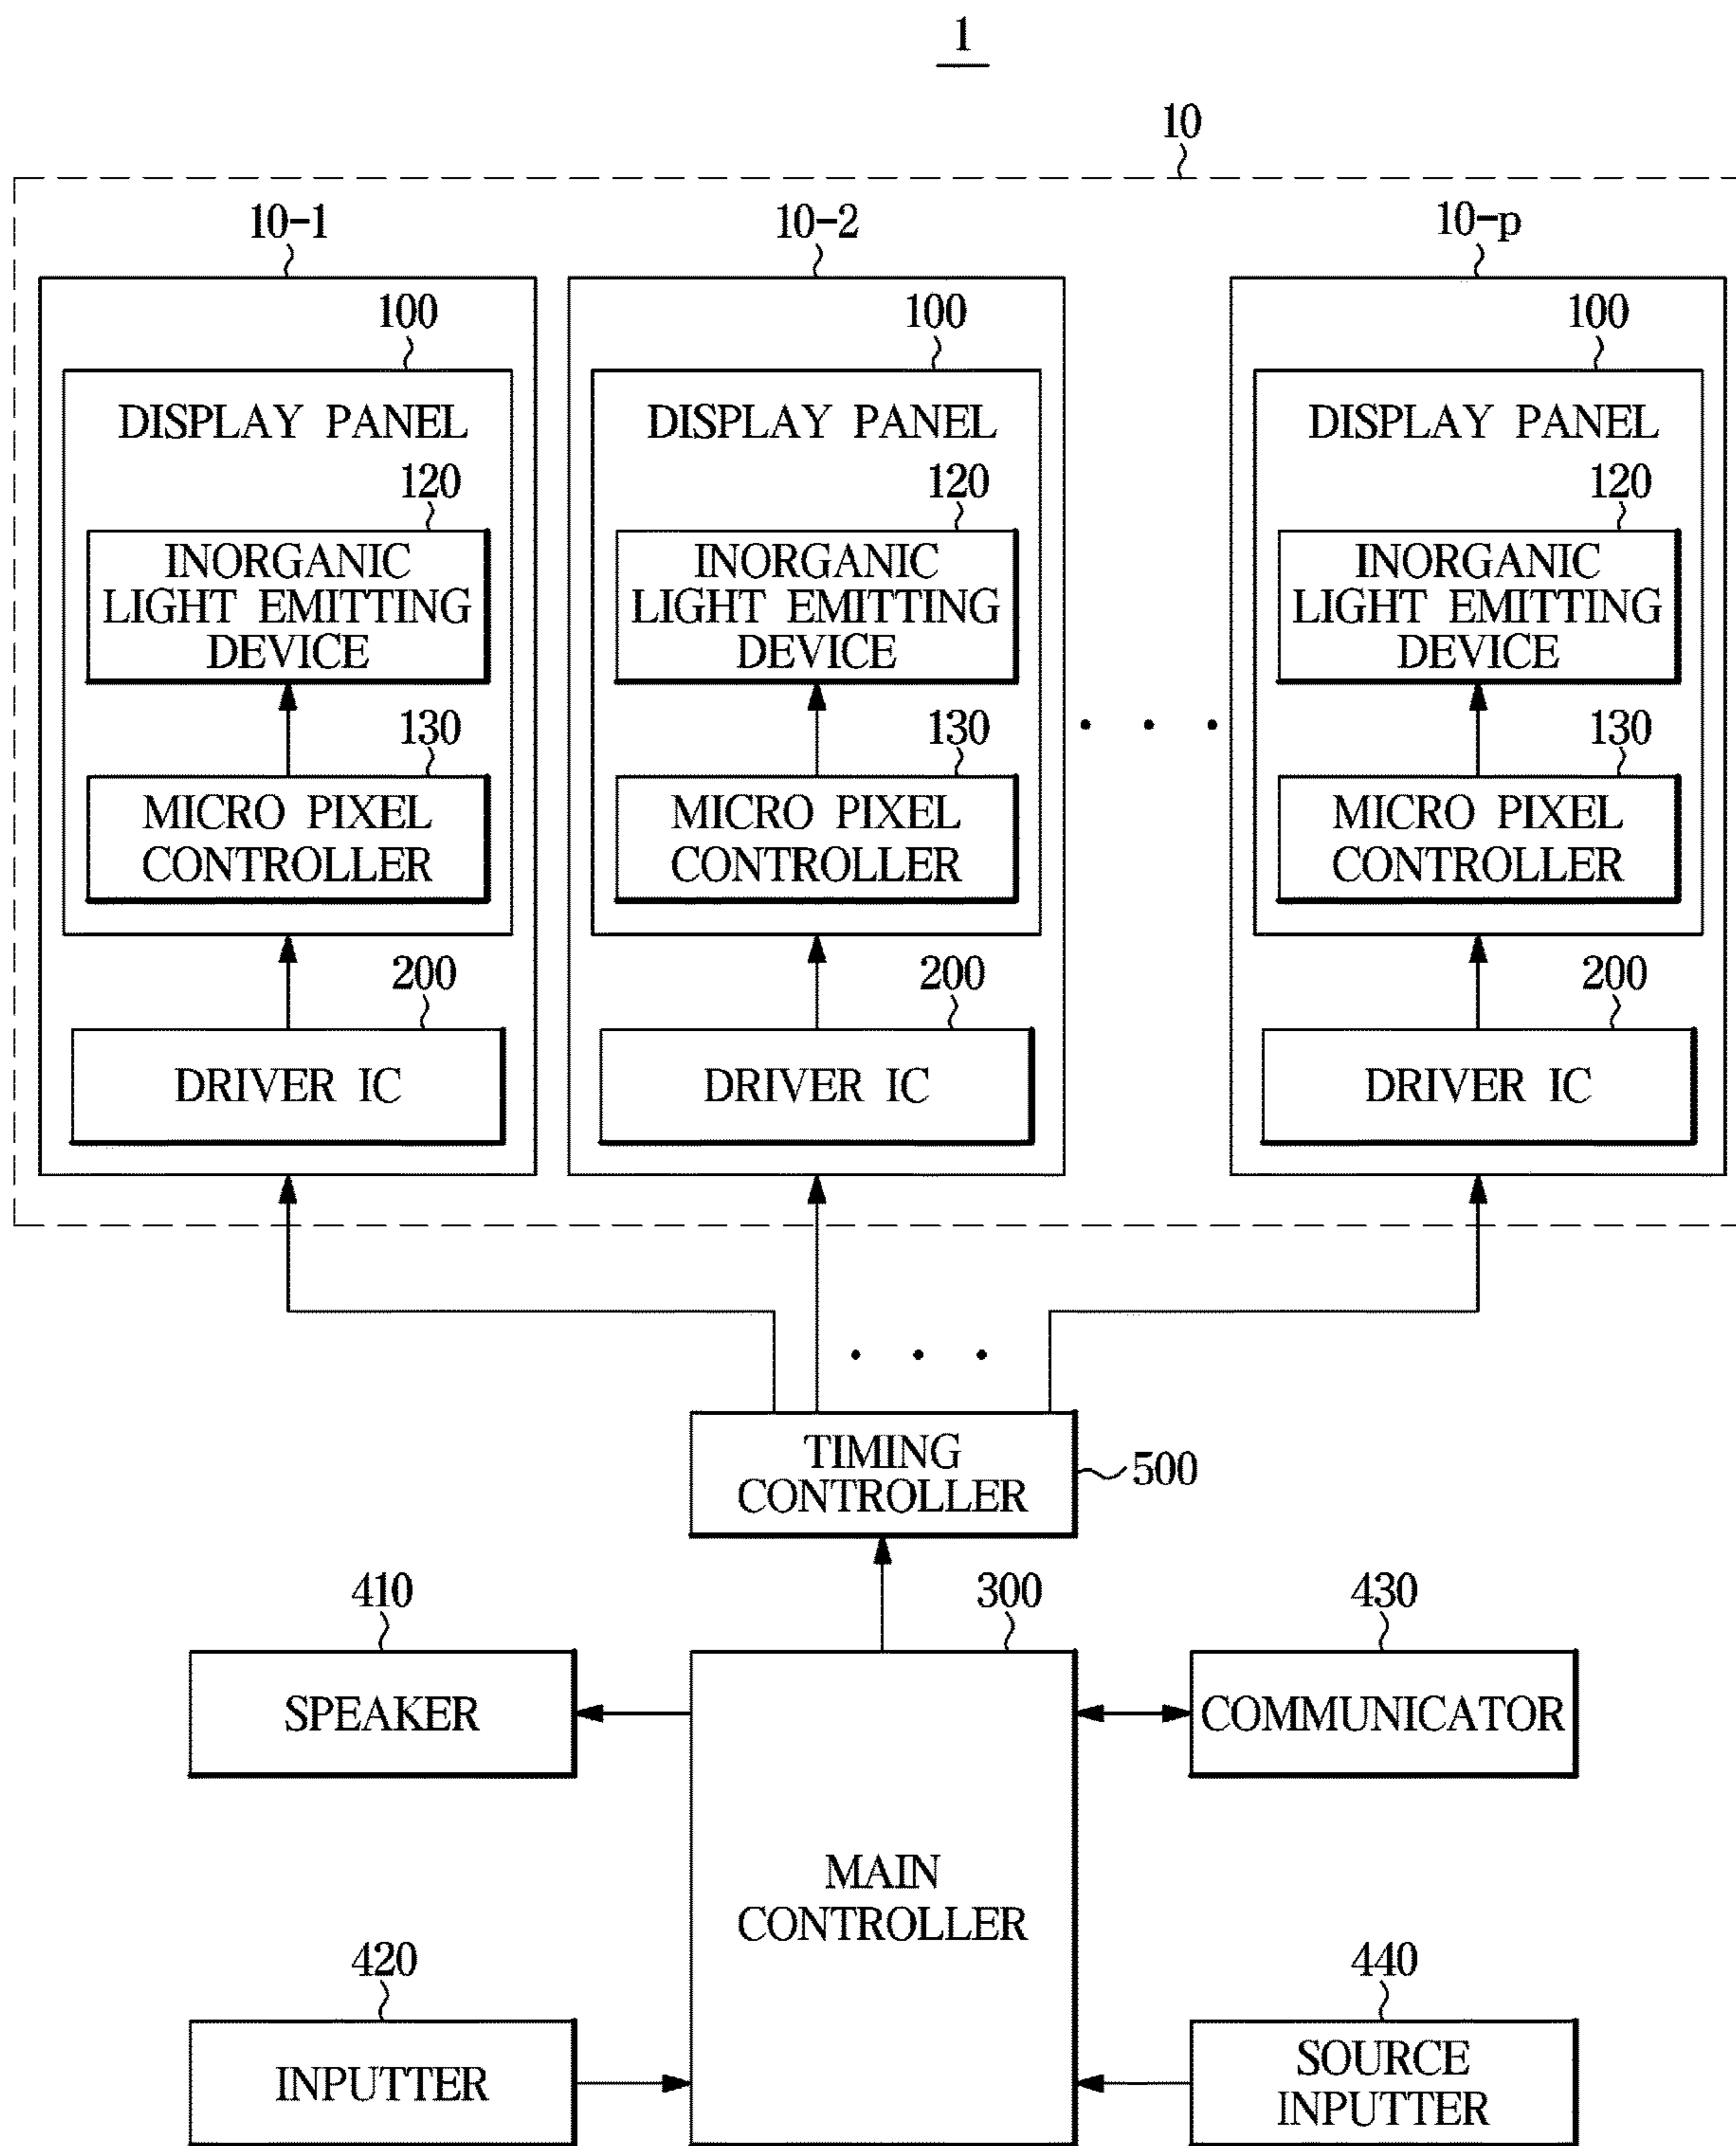 1
10
10-1 10-2 10-p
100 100 100
DISPLAY PANEL DISPLAY PANEL DISPLAY PANEL
120 120 120
INORGANIC INORGANIC INORGANIC
LIGHT EMITTING LIGHT EMITTING LIGHT EMITTING
DEVICE DEVICE DEVICE
130 130 130
MICRO PIXEL MICRO PIXEL MICRO PIXEL
CONTROLLER CONTROLLER CONTROLLER
200 200 200
DRIVER IC DRIVER IC DRIVER IC
TIMING
CONTROLLER
500
410 300 430
SPEAKER COMMUNICATOR
MAIN
CONTROLLER
420 440
INPUTTER SOURCE
INPUTTER